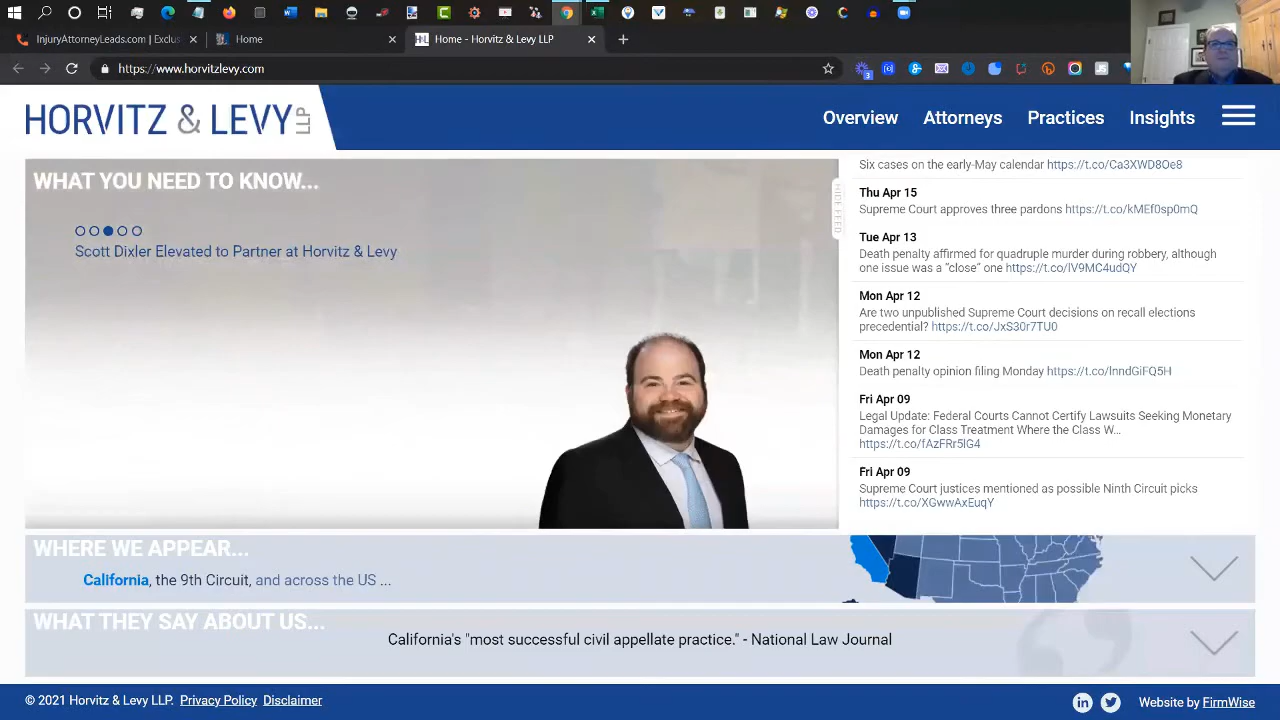 InjuryAttorneyLeads.com | Exclus
Home
Home - Horvitz & Levy LLP
https://www.horvitzlevy.com
3
HORVITZ & LEVY LLP
Overview
Attorneys
Practices
Insights
WHAT YOU NEED TO KNOW...
Scott Dixler Elevated to Partner at Horvitz & Levy
HIDE FEED
Six cases on the early-May calendar https://t.co/Ca3XWD8Oe8
Thu Apr 15
Supreme Court approves three pardons https://t.co/kMEf0sp0mQ
Tue Apr 13
Death penalty affirmed for quadruple murder during robbery, although
one issue was a "close" one https://t.co/lV9MC4udQY
Mon Apr 12
Are two unpublished Supreme Court decisions on recall elections
precedential? https://t.co/JxS30r7TU0
Mon Apr 12
Death penalty opinion filing Monday https://t.co/lnndGiFQ5H
Fri Apr 09
Legal Update: Federal Courts Cannot Certify Lawsuits Seeking Monetary
Damages for Class Treatment Where the Class W...
https://t.co/fAzFRr5lG4
Fri Apr 09
Supreme Court justices mentioned as possible Ninth Circuit picks
https://t.co/XGwwAxEuqY
WHERE WE APPEAR...
California, the 9th Circuit, and across the US ...
WHAT THEY SAY ABOUT US...
California's "most successful civil appellate practice." - National Law Journal
© 2021 Horvitz & Levy LLP. Privacy Policy Disclaimer
Website by FirmWise